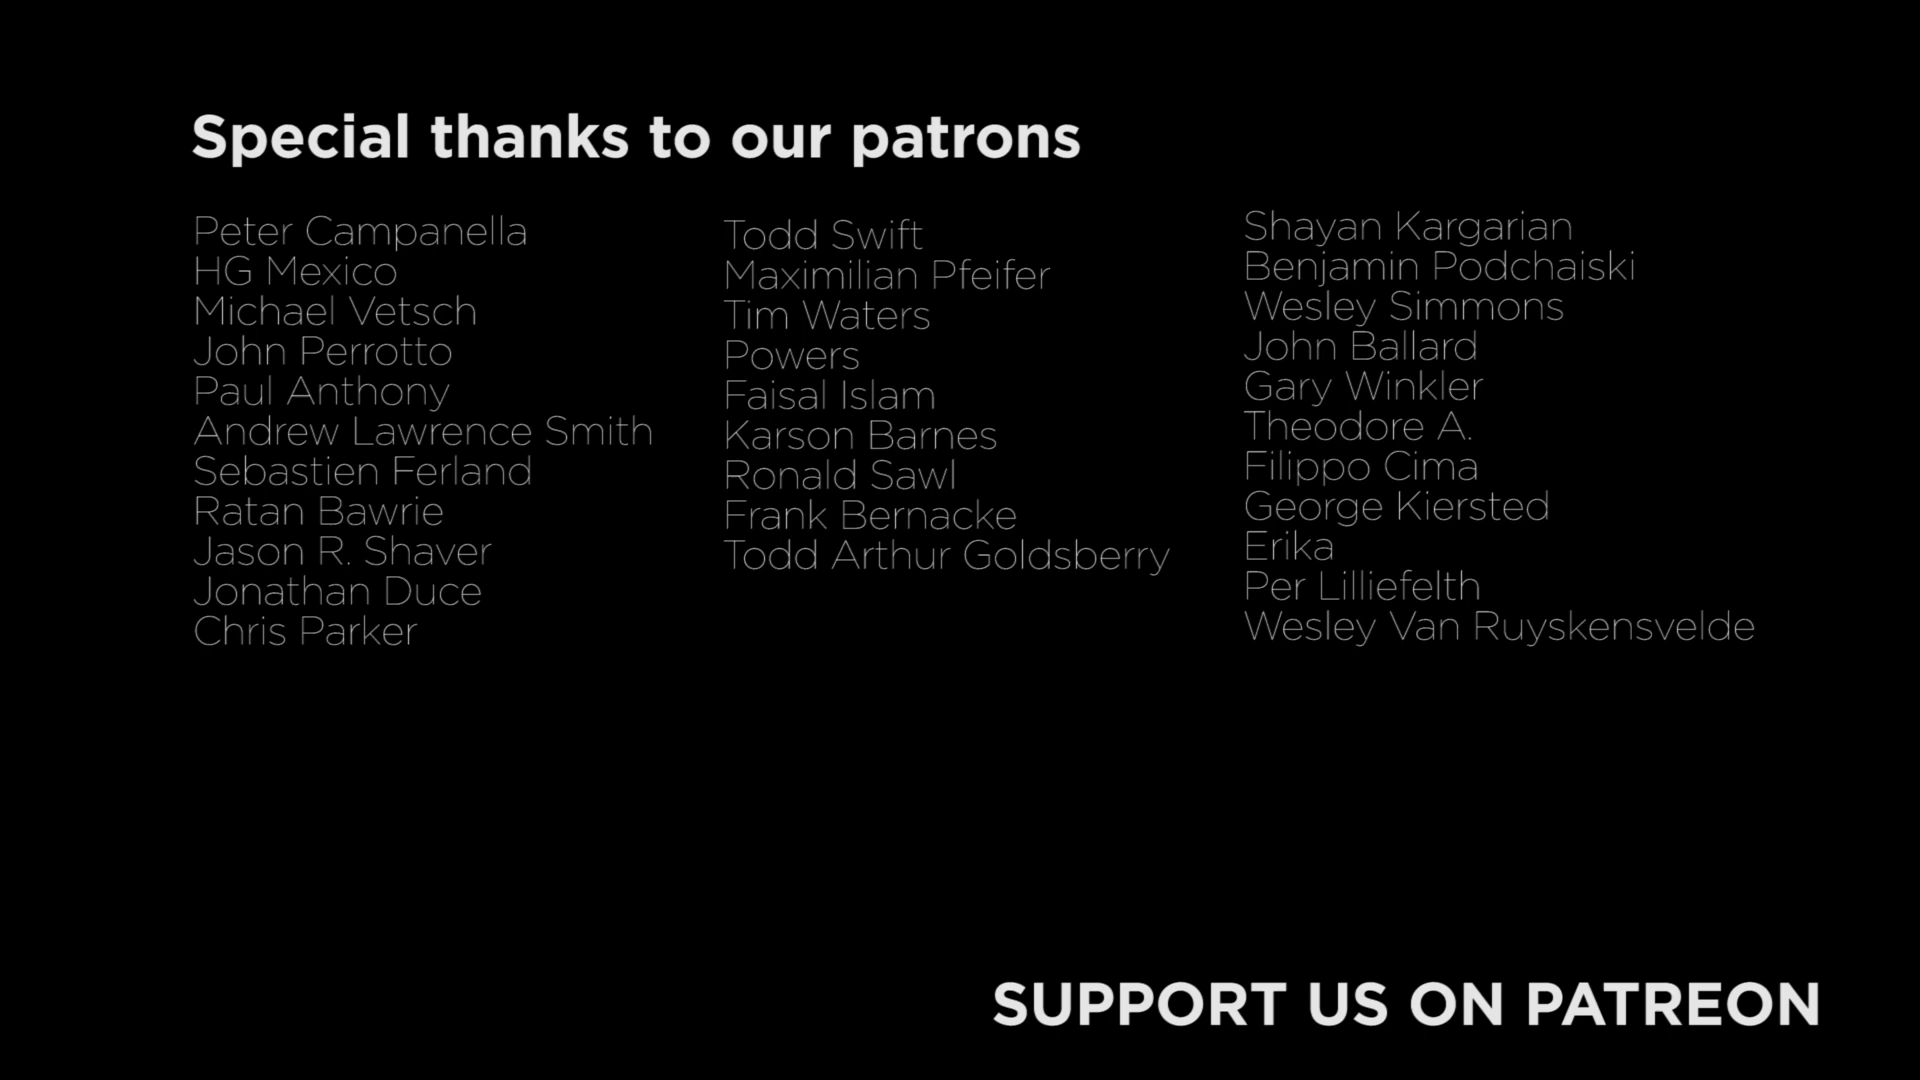 Special thanks to our patrons
Peter Campanella
HG Mexico
Michael Vetsch
John Perrotto
Paul Anthony
Andrew Lawrence Smith
Sebastien Ferland
Ratan Bawrie
Jason R. Shaver
Jonathan Duce
Chris Parker
Todd Swift
Maximilian Pfeifer
Tim Waters
Powers
Faisal Islam
Karson Barnes
Ronald Sawl
Frank Bernacke
Todd Arthur Goldsberry
Shayan Kargarian
Benjamin Podchaiski
Wesley Simmons
John Ballard
Gary Winkler
Theodore A.
Filippo Cima
George Kiersted
Erika
Per Lilliefelth
Wesley Van Ruyskensvelde
SUPPORT US ON PATREON